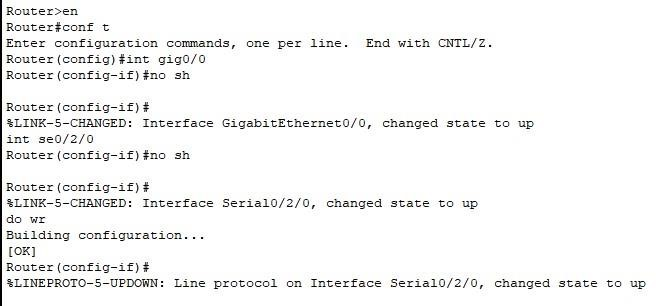 Router>en
Router#conf t
Enter configuration commands, one per line.  End with CNTL/Z.
Router(config)#int gig0/0
Router(config-if)#no sh
Router(config-if)#
%LINK-5-CHANGED: Interface GigabitEthernet0/0, changed state to up
int se0/2/0
Router(config-if)#no sh
Router(config-if)#
%LINK-5-CHANGED: Interface Serial0/2/0, changed state to up
do wr
Building configuration...
[OK]
Router(config-if)#
%LINEPROTO-5-UPDOWN: Line protocol on Interface Serial0/2/0, changed state to up